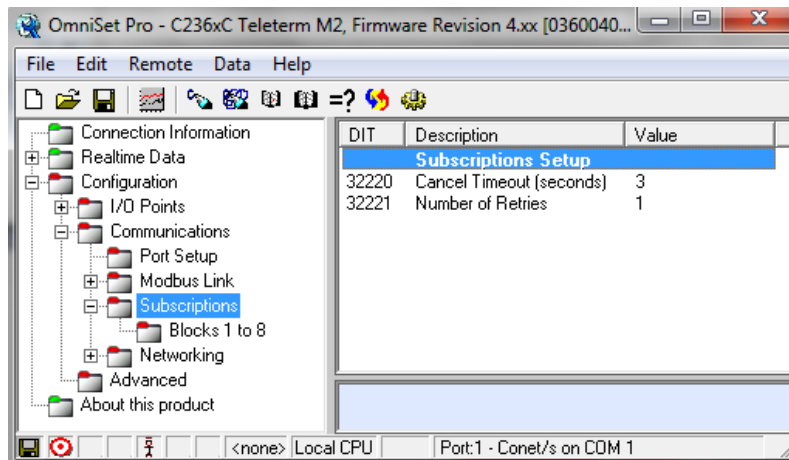 OmniSet Pro - C236xC Teleterm M2, Firmware Revision 4.xx [0360040...
File Edit Remote Data Help
=?
Connection Information
Realtime Data
Configuration
I/O Points
Communications
Port Setup
Modbus Link
Subscriptions
Blocks 1 to 8
Networking
Advanced
About this product
DIT Description Value
Subscriptions Setup
32220 Cancel Timeout (seconds) 3
32221 Number of Retries 1
<none> Local CPU Port:1 - Conet/s on COM 1